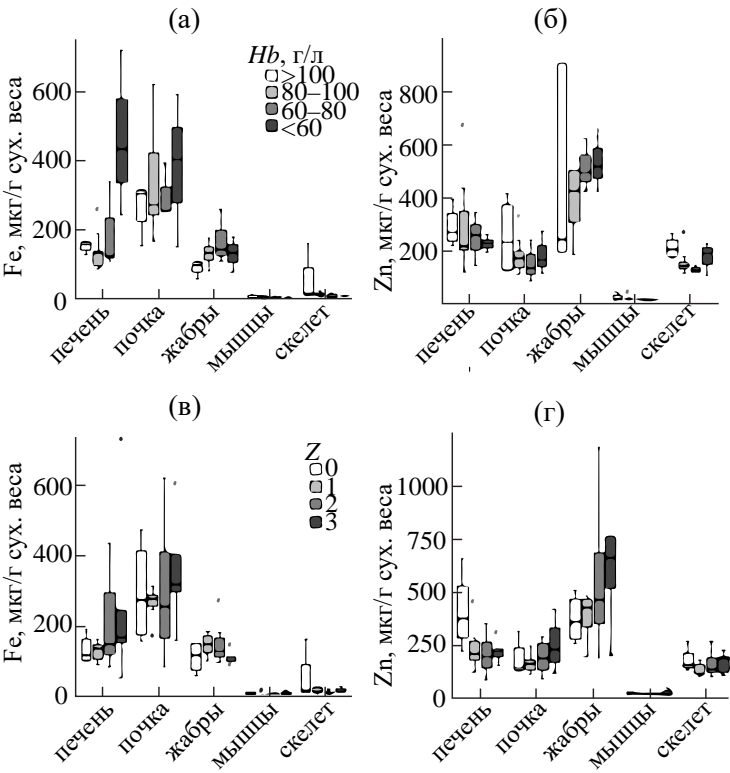 (а)
Fe, мкг/г сух. веса
600
400
200
0
Hb, г/л
>100
80–100
60–80
<60
печень
почка
жабры
мышцы
скелет
(б)
Zn, мкг/г сух. веса
800
600
400
200
печень
почка
жабры
мышцы
скелет
(в)
Fe, мкг/г сух. веса
600
400
200
0
Z
0
1
2
3
печень
почка
жабры
мышцы
скелет
(г)
Zn, мкг/г сух. веса
1000
750
500
250
0
печень
почка
жабры
мышцы
скелет